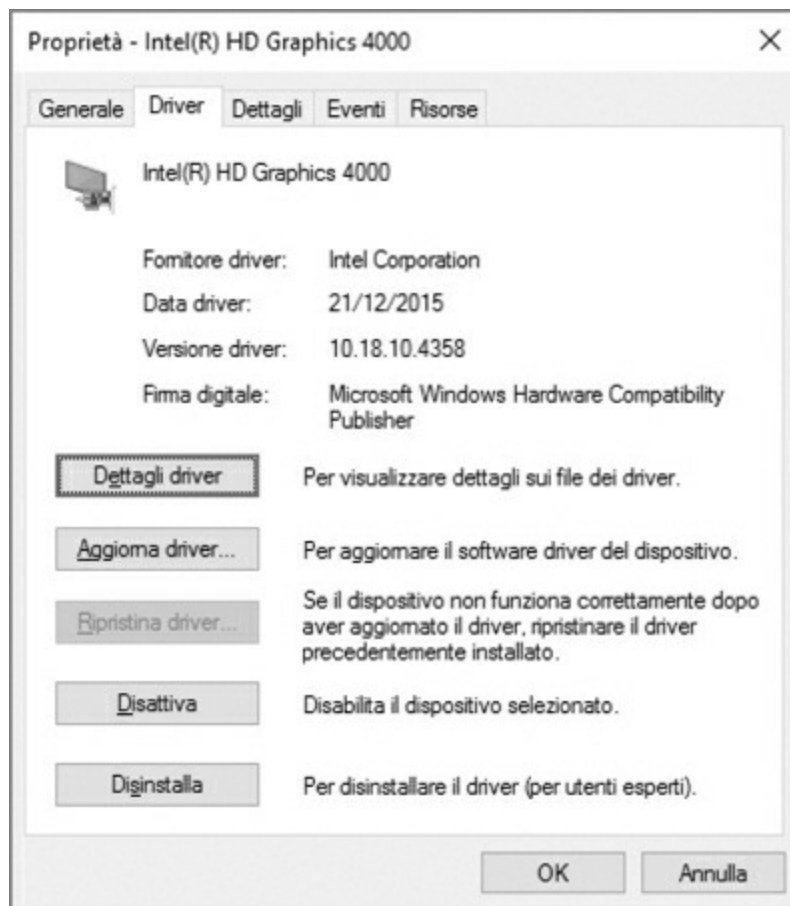 Proprietà - Intel(R) HD Graphics 4000
Generale Driver Dettagli Eventi Risorse
Intel(R) HD Graphics 4000
Fornitore driver: Intel Corporation
Data driver: 21/12/2015
Versione driver: 10.18.10.4358
Firma digitale: Microsoft Windows Hardware Compatibility
Publisher
Dettagli driver Per visualizzare dettagli sui file dei driver.
Aggiorna driver... Per aggiornare il software driver del dispositivo.
Ripristina driver... Se il dispositivo non funziona correttamente dopo
aver aggiornato il driver, ripristinare il driver
precedentemente installato.
Disattiva Disabilita il dispositivo selezionato.
Disinstalla Per disinstallare il driver (per utenti esperti).
OK Annulla